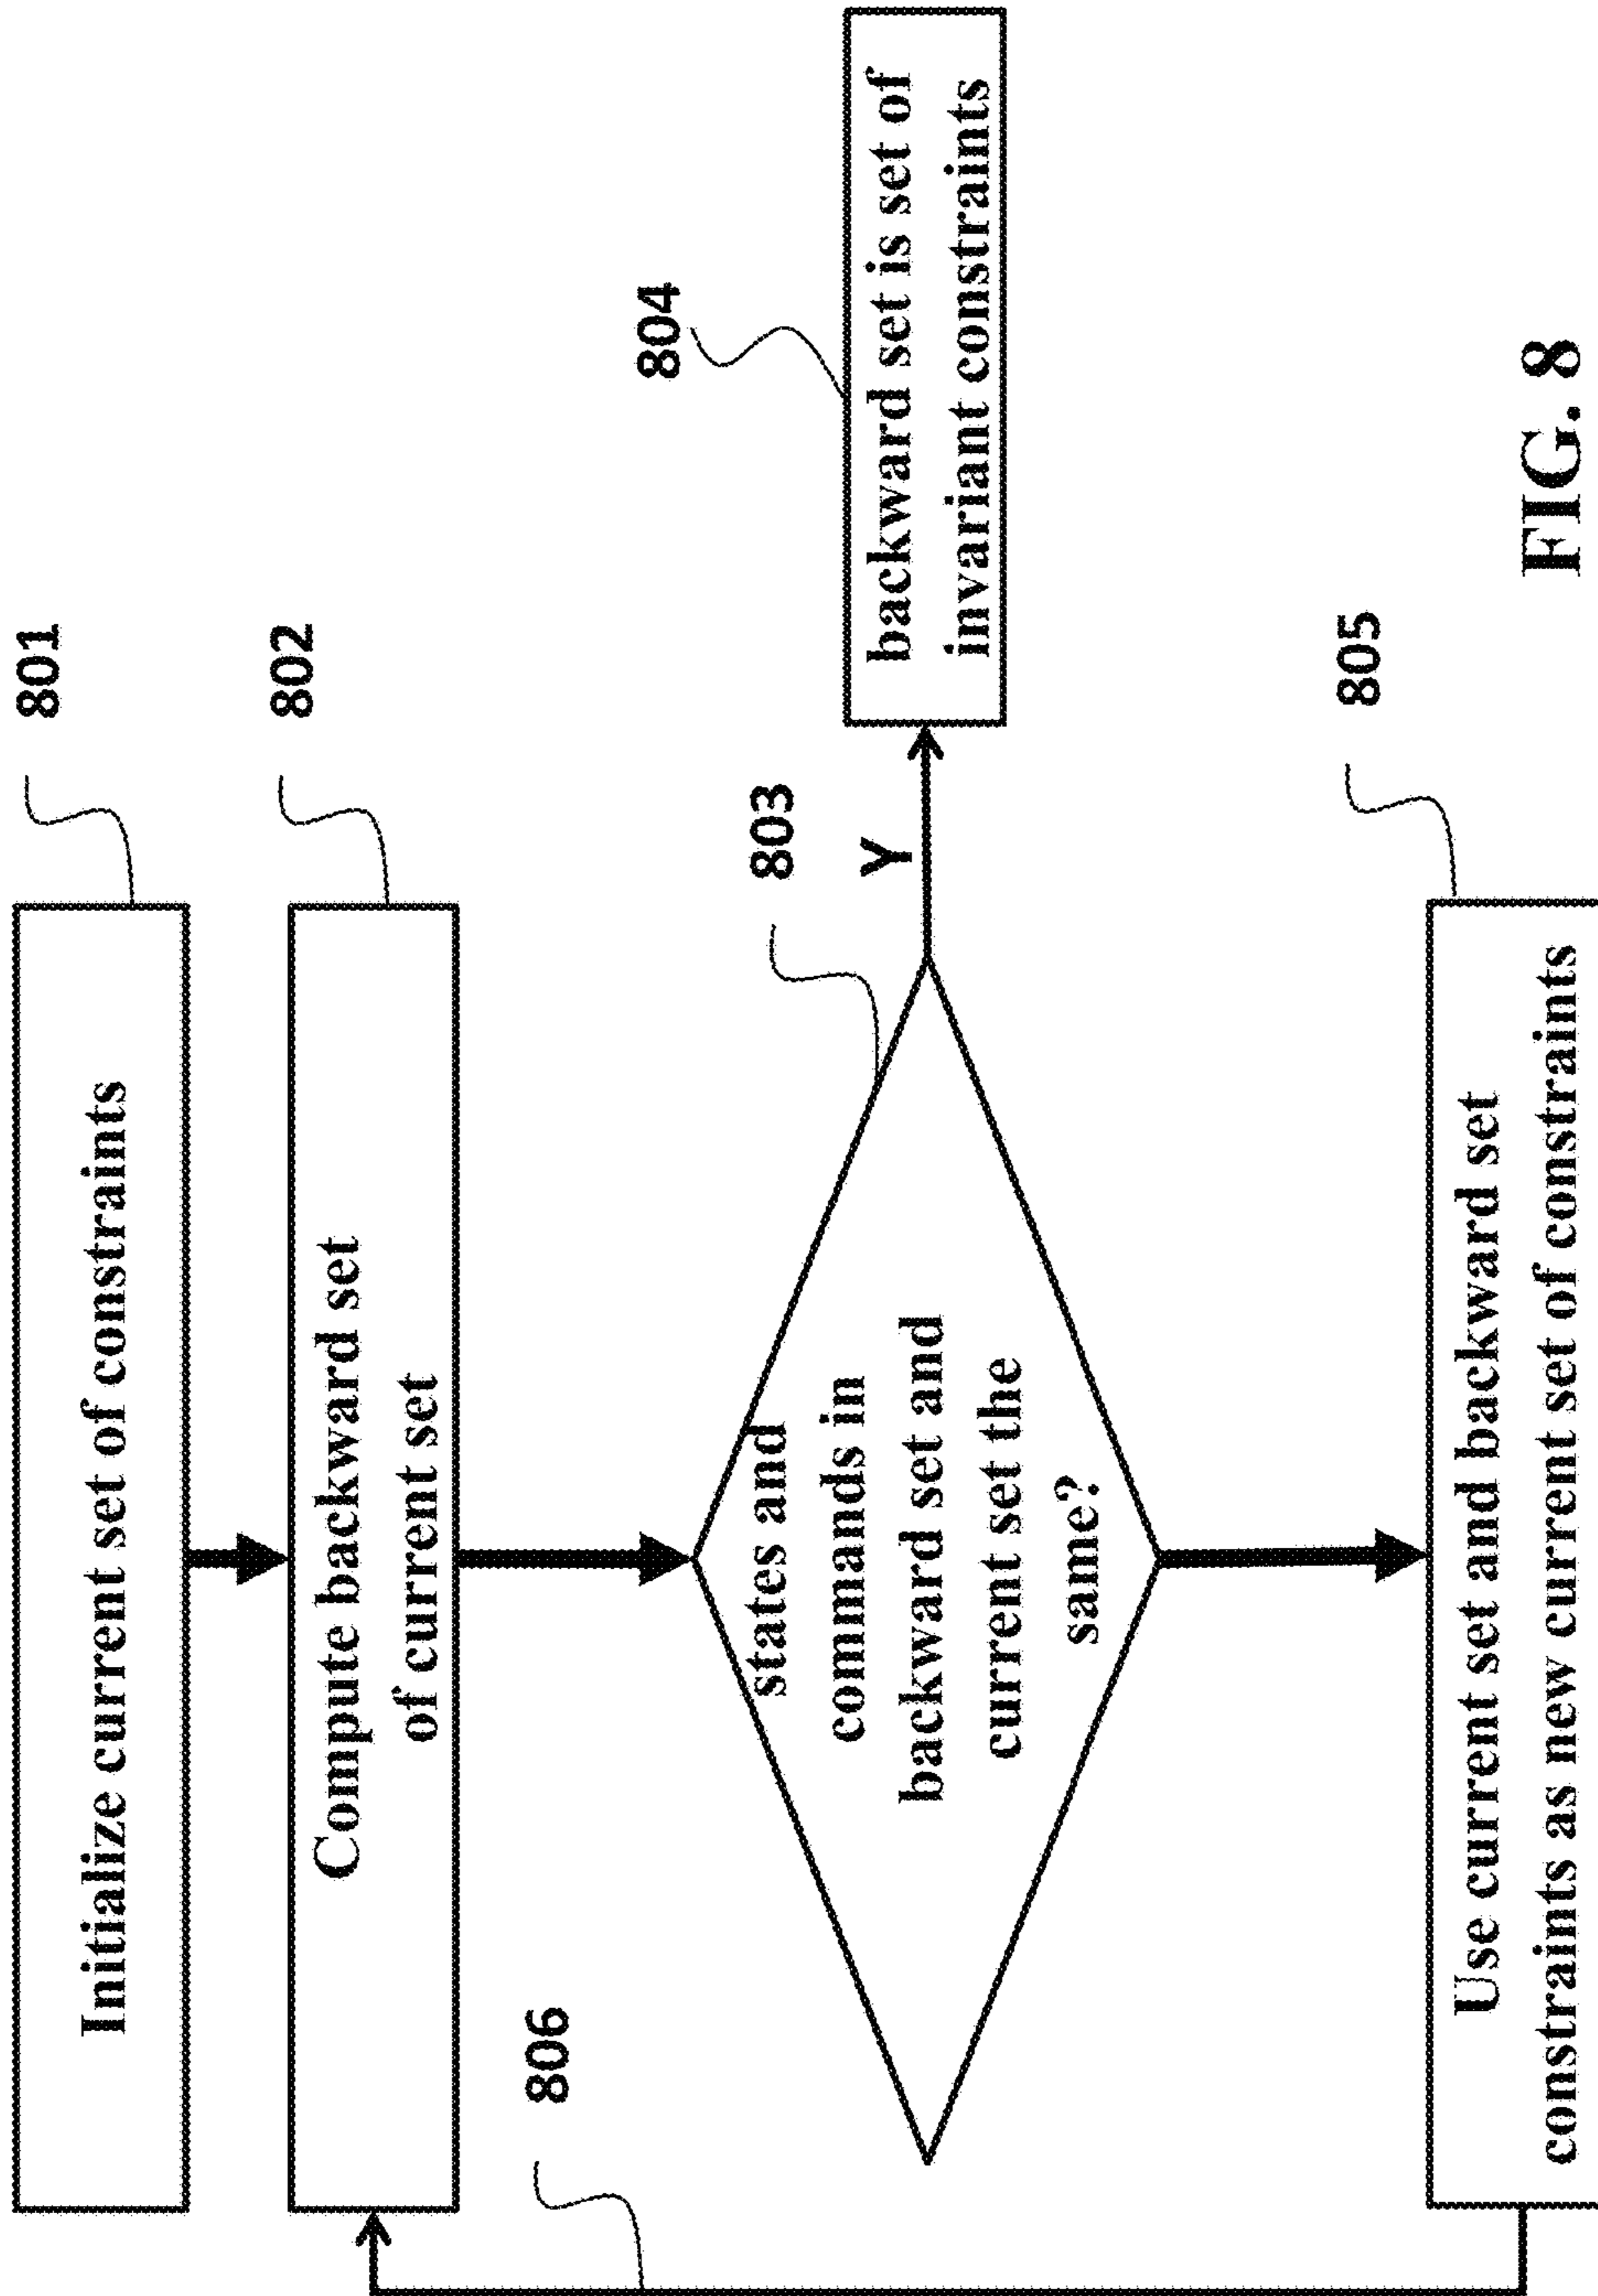 801
Initialize current set of constraints
802
Compute backward set
of current set
806
803
states and
commands in
backward set and
current set the
same?
Y
804
backward set is set of
invariant constraints
805
Use current set and backward set
constraints as new current set of constraints
FIG. 8